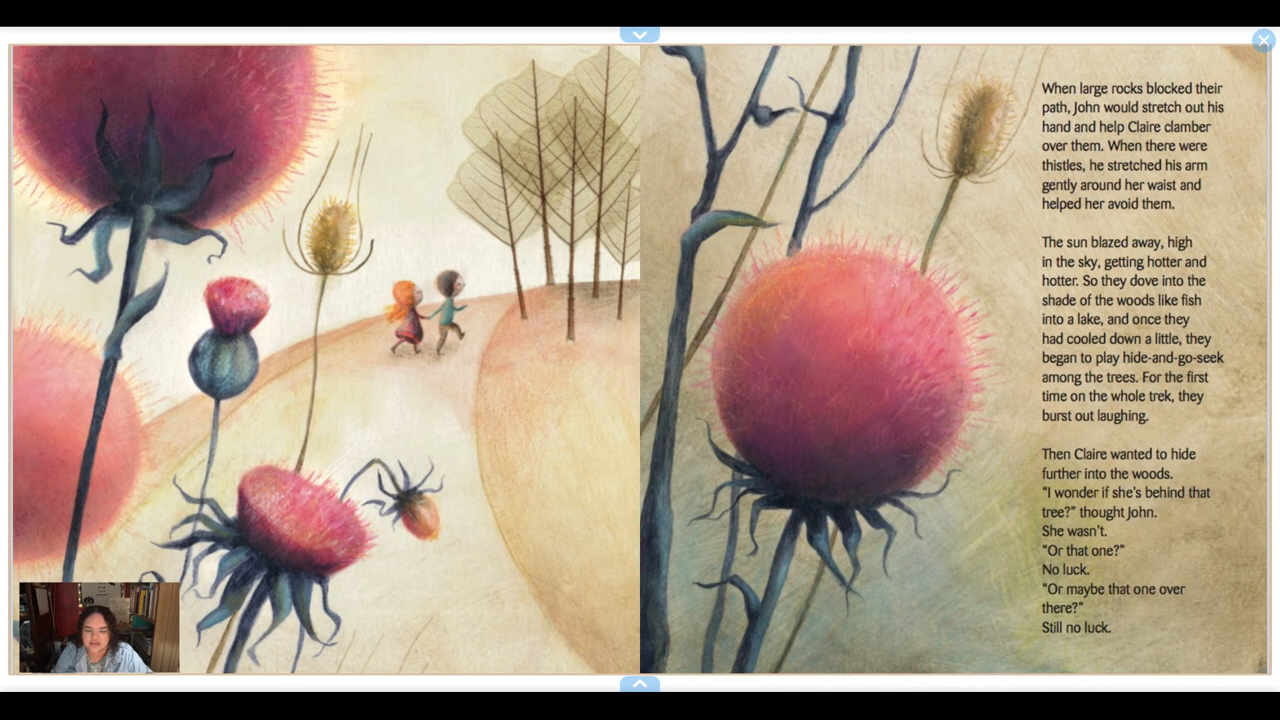 When large rocks blocked their
path, John would stretch out his
hand and help Claire clamber
over them. When there were
thistles, he stretched his arm
gently around her waist and
helped her avoid them.
The sun blazed away, high
in the sky, getting hotter and
hotter. So they dove into the
shade of the woods like fish
into a lake, and once they
had cooled down a little, they
began to play hide-and-go-seek
among the trees. For the first
time on the whole trek, they
burst out laughing.
Then Claire wanted to hide
further into the woods.
“I wonder if she’s behind that
tree?” thought John.
She wasn’t.
“Or that one?”
No luck.
“Or maybe that one over
there?”
Still no luck.